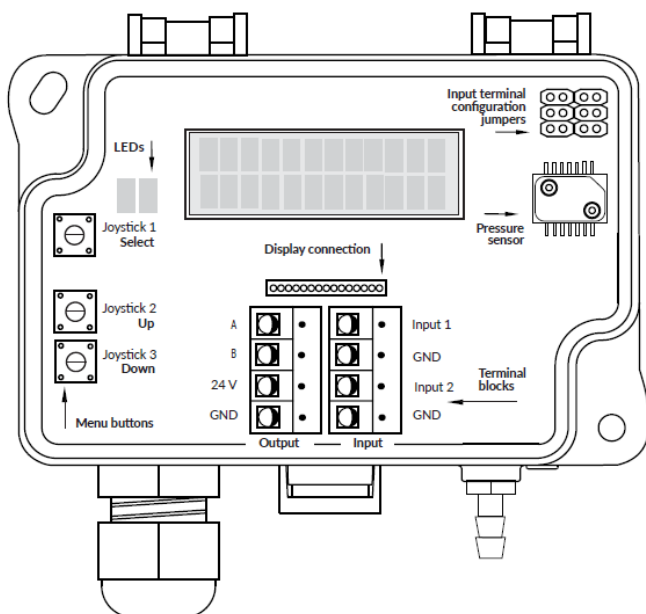 Input terminal
configuration
jumpers
LEDs
Joystick 1
Select
Pressure
sensor
Display connection
Joystick 2
Up
Joystick 3
Down
Menu buttons
A
B
24 V
GND
Output
Input 1
GND
Input 2
GND
Input
Terminal
blocks